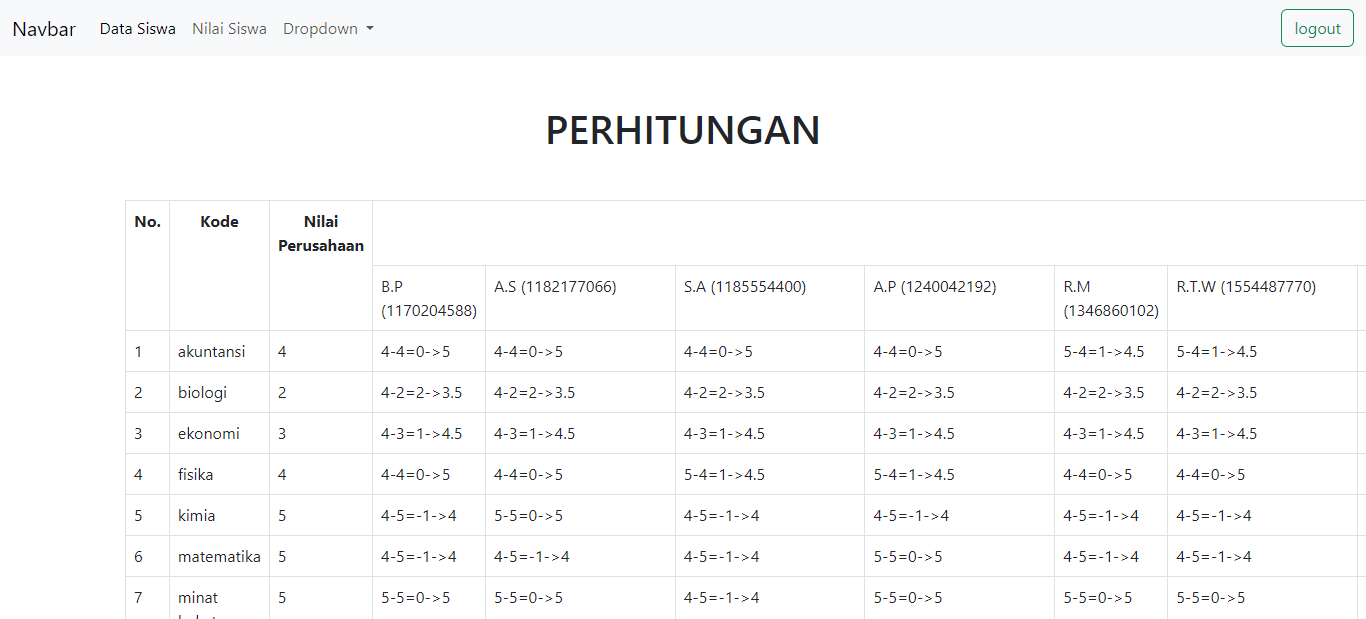 Navbar Data Siswa Nilai Siswa Dropdown logout
PERHITUNGAN
No. Kode Nilai
Perusahaan
B.P
(1170204588) A.S (1182177066) S.A (1185554400) A.P (1240042192) R.M
(1346860102) R.T.W (1554487770)
1 akuntansi 4 4-4=0->5 4-4=0->5 4-4=0->5 4-4=0->5 5-4=1->4.5 5-4=1->4.5
2 biologi 2 4-2=2->3.5 4-2=2->3.5 4-2=2->3.5 4-2=2->3.5 4-2=2->3.5 4-2=2->3.5
3 ekonomi 3 4-3=1->4.5 4-3=1->4.5 4-3=1->4.5 4-3=1->4.5 4-3=1->4.5 4-3=1->4.5
4 fisika 4 4-4=0->5 4-4=0->5 5-4=1->4.5 5-4=1->4.5 4-4=0->5 4-4=0->5
5 kimia 5 4-5=-1->4 5-5=0->5 4-5=-1->4 4-5=-1->4 4-5=-1->4 4-5=-1->4
6 matematika 5 4-5=-1->4 4-5=-1->4 4-5=-1->4 5-5=0->5 4-5=-1->4 4-5=-1->4
7 minat 5 5-5=0->5 5-5=0->5 4-5=-1->4 5-5=0->5 5-5=0->5 5-5=0->5